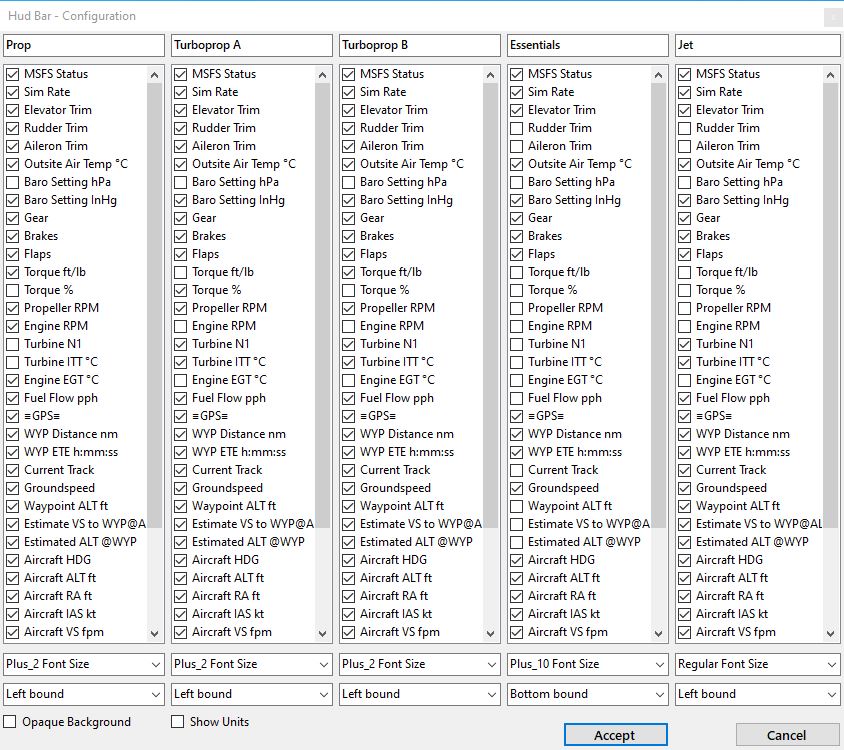 Hud Bar - Configuration
Prop Turboprop A Turboprop B Essentials Jet
MSFS Status MSFS Status MSFS Status MSFS Status MSFS Status
Sim Rate Sim Rate Sim Rate Sim Rate Sim Rate
Elevator Trim Elevator Trim Elevator Trim Elevator Trim Elevator Trim
Rudder Trim Rudder Trim Rudder Trim Rudder Trim Rudder Trim
Aileron Trim Aileron Trim Aileron Trim Aileron Trim Aileron Trim
Outsite Air Temp °C Outsite Air Temp °C Outsite Air Temp °C Outsite Air Temp °C Outsite Air Temp °C
Baro Setting hPa Baro Setting hPa Baro Setting hPa Baro Setting hPa Baro Setting hPa
Baro Setting InHg Baro Setting InHg Baro Setting InHg Baro Setting InHg Baro Setting InHg
Gear Gear Gear Gear Gear
Brakes Brakes Brakes Brakes Brakes
Flaps Flaps Flaps Flaps Flaps
Torque ft/lb Torque ft/lb Torque ft/lb Torque ft/lb Torque ft/lb
Torque % Torque % Torque % Torque % Torque %
Propeller RPM Propeller RPM Propeller RPM Propeller RPM Propeller RPM
Engine RPM Engine RPM Engine RPM Engine RPM Engine RPM
Turbine N1 Turbine N1 Turbine N1 Turbine N1 Turbine N1
Turbine ITT °C Turbine ITT °C Turbine ITT °C Turbine ITT °C Turbine ITT °C
Engine EGT °C Engine EGT °C Engine EGT °C Engine EGT °C Engine EGT °C
Fuel Flow pph Fuel Flow pph Fuel Flow pph Fuel Flow pph Fuel Flow pph
≡GPS≡ ≡GPS≡ ≡GPS≡ ≡GPS≡ ≡GPS≡
WYP Distance nm WYP Distance nm WYP Distance nm WYP Distance nm WYP Distance nm
WYP ETE h:mm:ss WYP ETE h:mm:ss WYP ETE h:mm:ss WYP ETE h:mm:ss WYP ETE h:mm:ss
Current Track Current Track Current Track Current Track Current Track
Groundspeed Groundspeed Groundspeed Groundspeed Groundspeed
Waypoint ALT ft Waypoint ALT ft Waypoint ALT ft Waypoint ALT ft Waypoint ALT ft
Estimate VS to WYP@A Estimate VS to WYP@A Estimate VS to WYP@A Estimate VS to WYP@A Estimate VS to WYP@AL
Estimated ALT @WYP Estimated ALT @WYP Estimated ALT @WYP Estimated ALT @WYP Estimated ALT @WYP
Aircraft HDG Aircraft HDG Aircraft HDG Aircraft HDG Aircraft HDG
Aircraft ALT ft Aircraft ALT ft Aircraft ALT ft Aircraft ALT ft Aircraft ALT ft
Aircraft RA ft Aircraft RA ft Aircraft RA ft Aircraft RA ft Aircraft RA ft
Aircraft IAS kt Aircraft IAS kt Aircraft IAS kt Aircraft IAS kt Aircraft IAS kt
Aircraft VS fpm Aircraft VS fpm Aircraft VS fpm Aircraft VS fpm Aircraft VS fpm
Plus_2 Font Size Plus_2 Font Size Plus_2 Font Size Plus_10 Font Size Regular Font Size
Left bound Left bound Left bound Bottom bound Left bound
Opaque Background Show Units
Accept Cancel